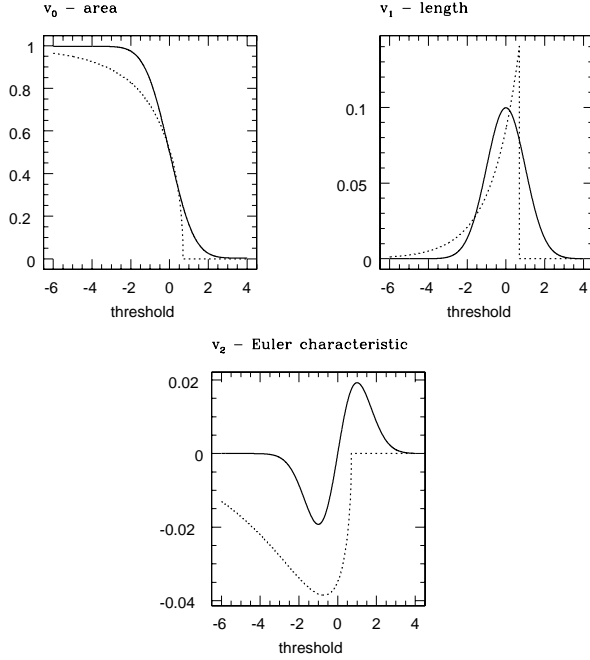 v₀ – area
1
0.8
0.6
0.4
0.2
0
-6 -4 -2 0 2 4
threshold
v₁ – length
0.1
0.05
0
-6 -4 -2 0 2 4
threshold
v₂ – Euler characteristic
0.02
0
-0.02
-0.04
-6 -4 -2 0 2 4
threshold